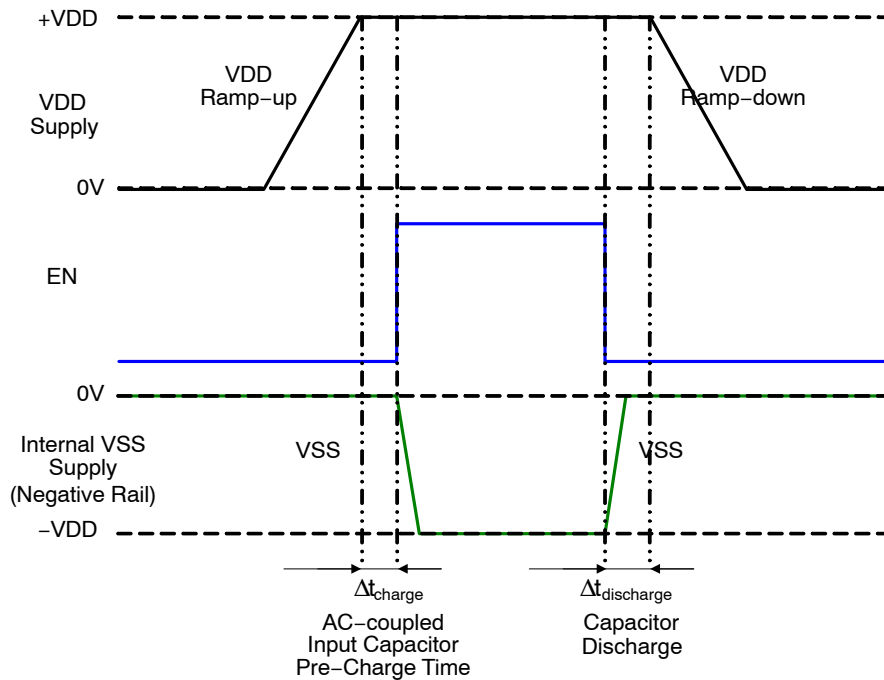 +VDD
VDD
Ramp−up
VDD
Ramp−down
VDD
Supply
0V
EN
0V
Internal VSS
Supply
(Negative Rail)
VSS
VSS
−VDD
Δtcharge
AC−coupled
Input Capacitor
Pre−Charge Time
Δtdischarge
Capacitor
Discharge